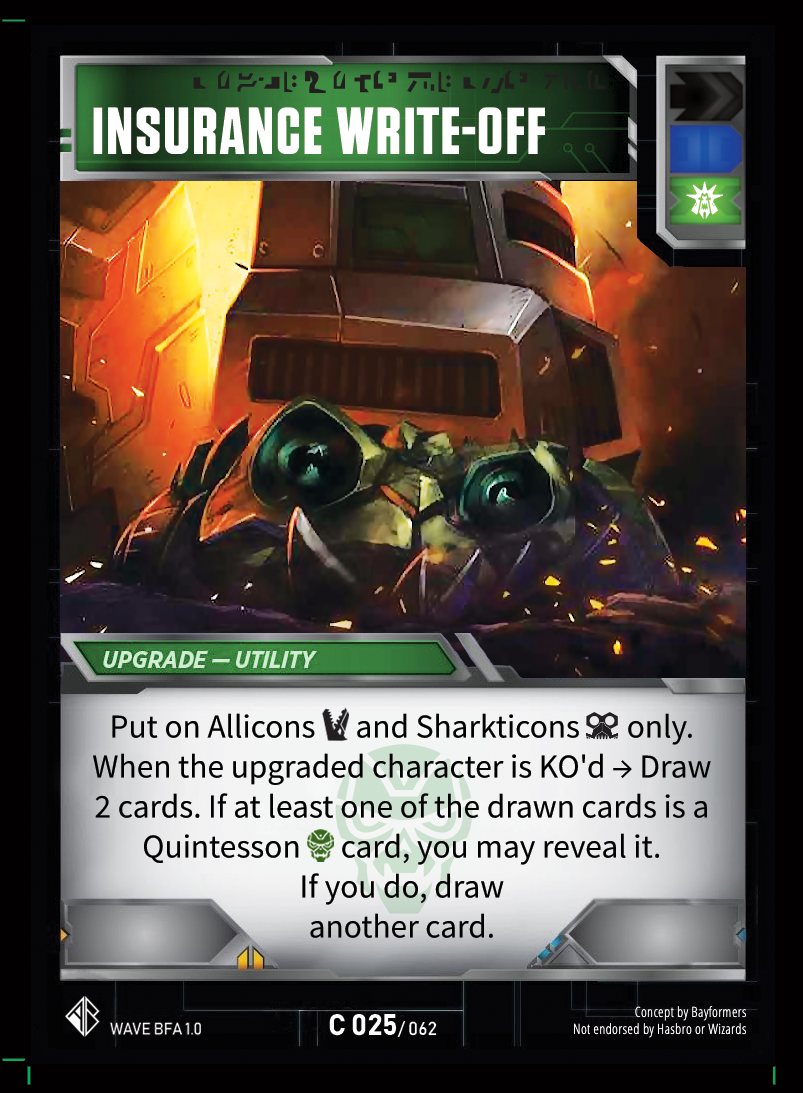 INSURANCE WRITE-OFF
UPGRADE — UTILITY
Put on Allicons and Sharkticons only.
When the upgraded character is KO'd → Draw
2 cards. If at least one of the drawn cards is a
Quintesson card, you may reveal it.
If you do, draw
another card.
WAVE BFA 1.0
C 025/062
Concept by Bayformers
Not endorsed by Hasbro or Wizards